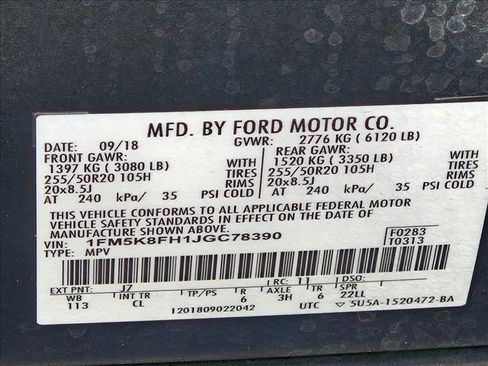 MFD. BY FORD MOTOR CO.
DATE: 09/18 GVWR: 2776 KG ( 6120 LB)
FRONT GAWR: REAR GAWR:
1397 KG ( 3080 LB) WITH 1520 KG ( 3350 LB) WITH
255/50R20 105H TIRES 255/50R20 105H TIRES
20x8.5J RIMS 20x8.5J RIMS
AT 240 kPa/ 35 PSI COLD AT 240 kPa/ 35 PSI COLD
THIS VEHICLE CONFORMS TO ALL APPLICABLE FEDERAL MOTOR
VEHICLE SAFETY STANDARDS IN EFFECT ON THE DATE OF
MANUFACTURE SHOWN ABOVE.
VIN: 1FM5K8FH1JGC78390 F0283
TYPE: MPV T0313
EXT PNT: J7 RC: 11 DSO:
WB INT TR TP/PS R AXLE TR SPR
113 CL 6 3H 6 22LL
1201809022042 UTC ▽5U5A-1520472-BA